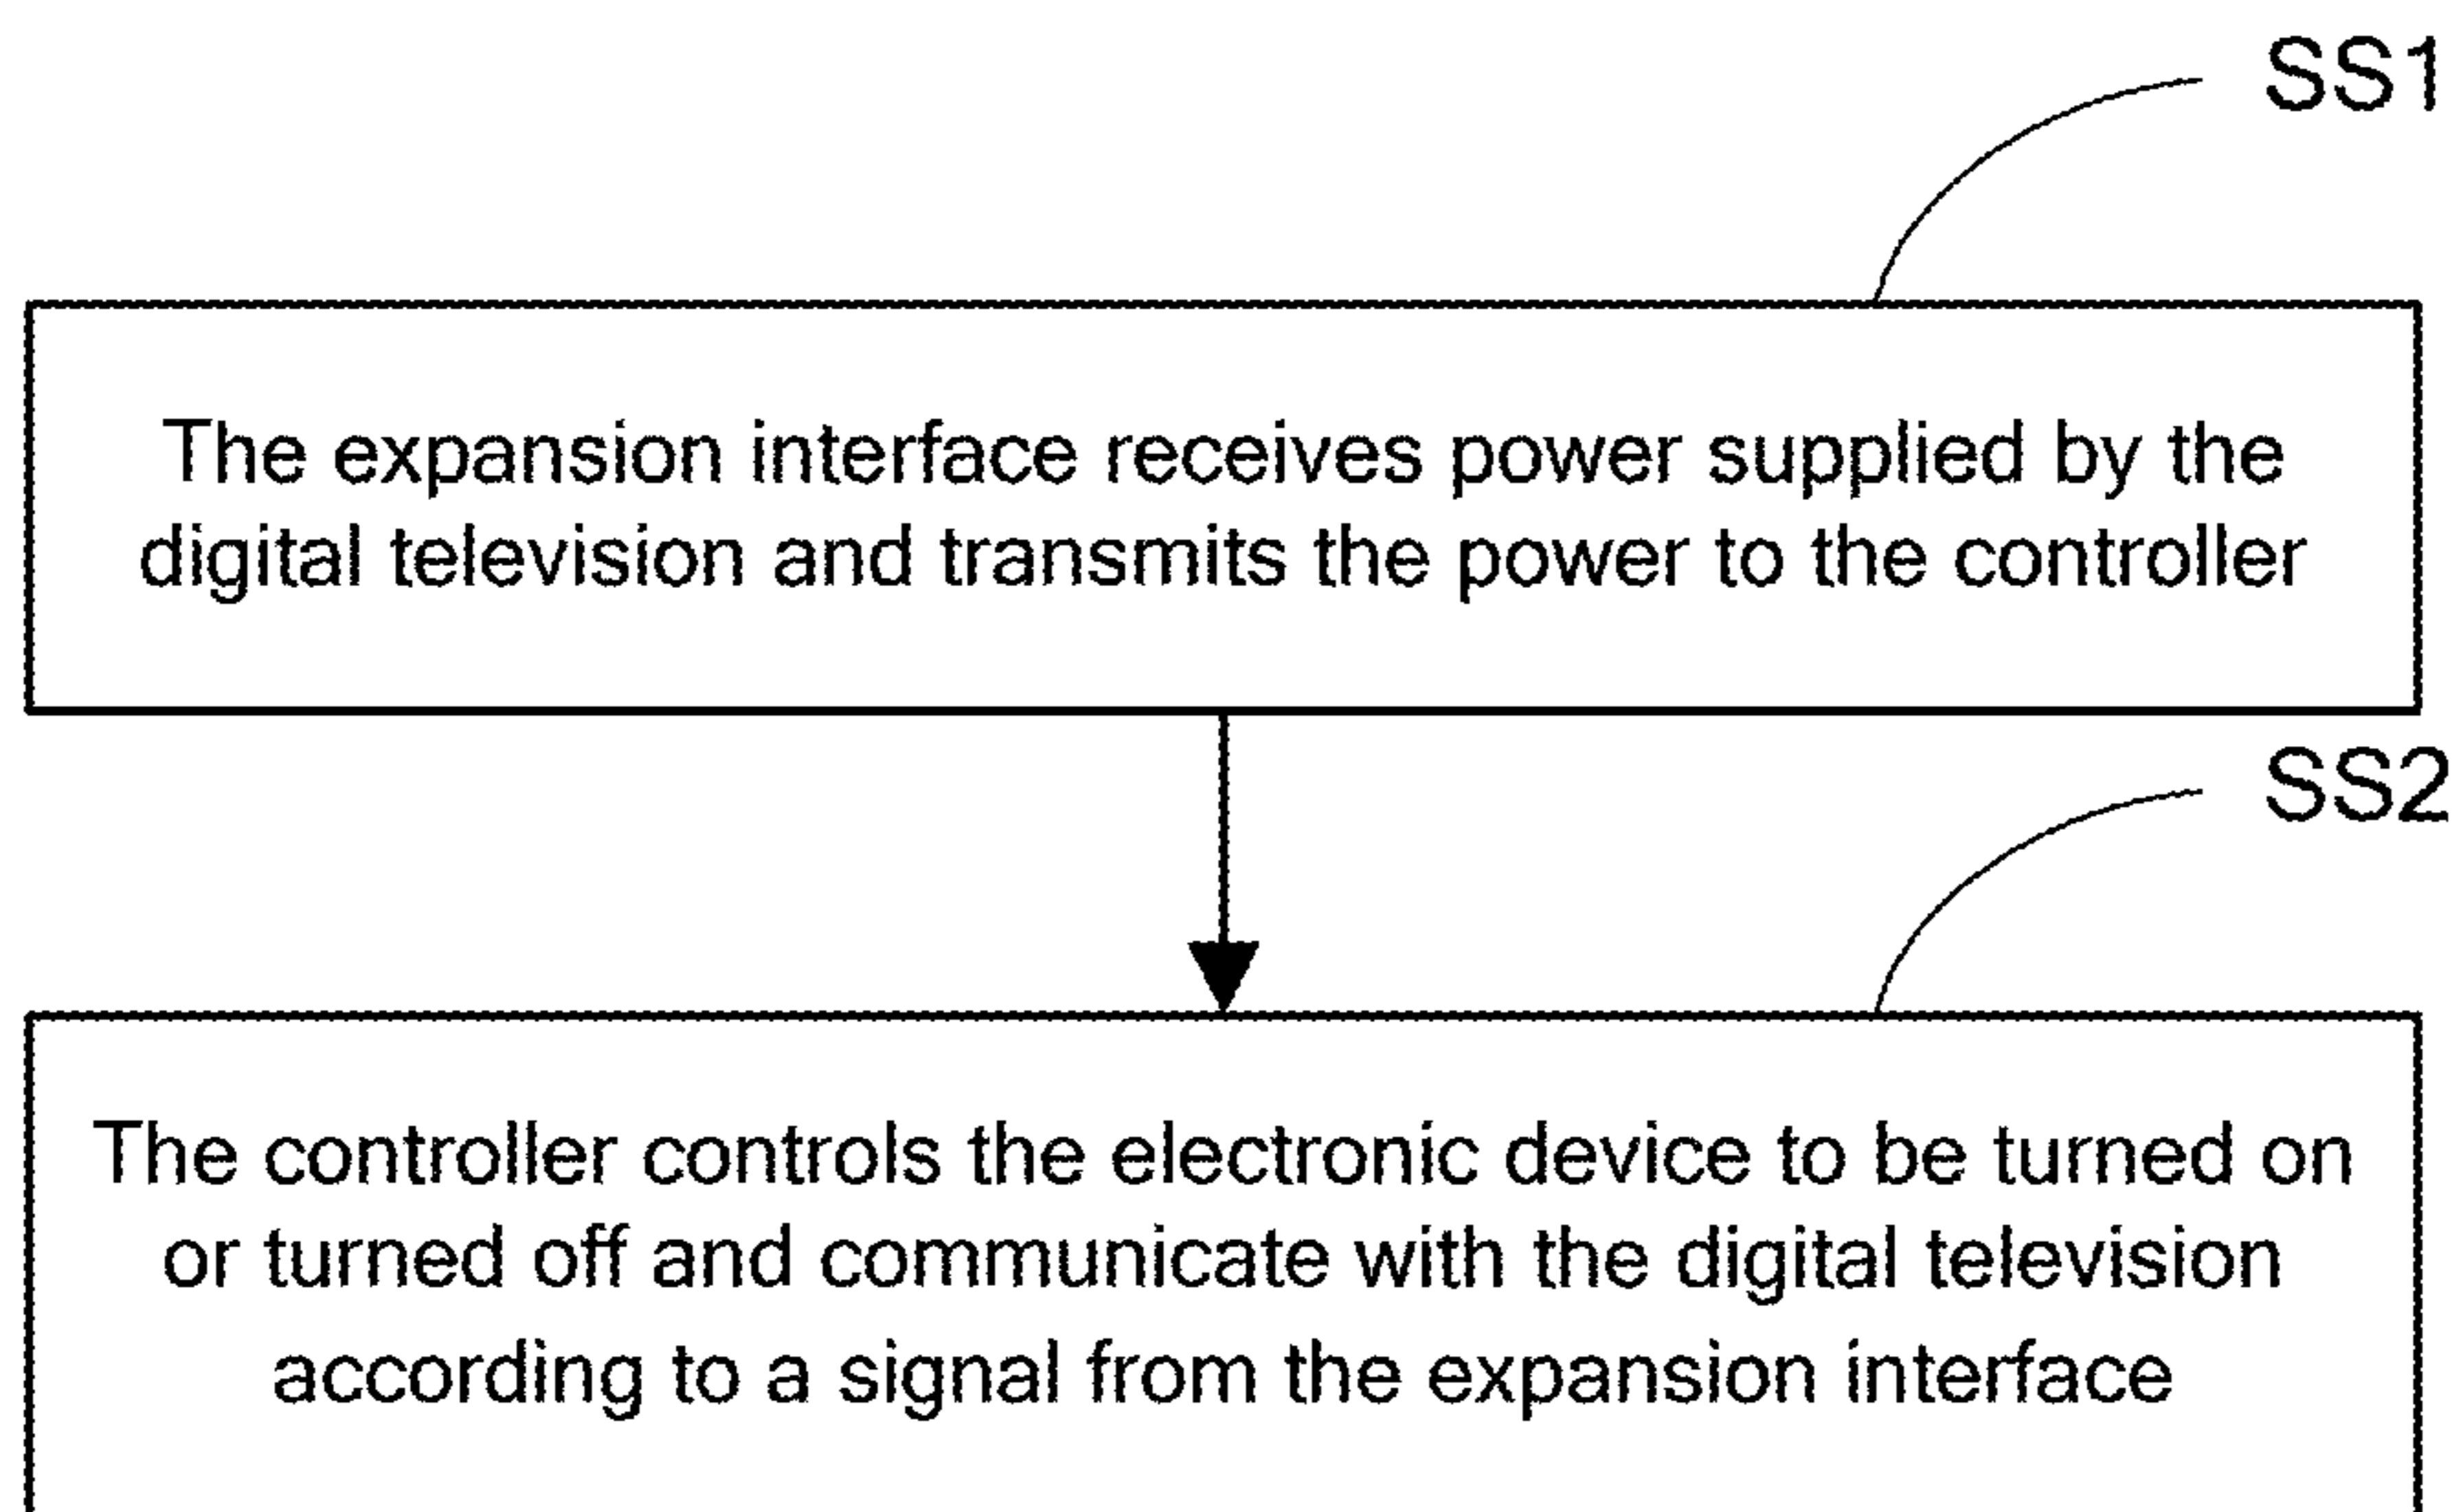 SS1
The expansion interface receives power supplied by the
digital television and transmits the power to the controller
SS2
The controller controls the electronic device to be turned on
or turned off and communicate with the digital television
according to a signal from the expansion interface